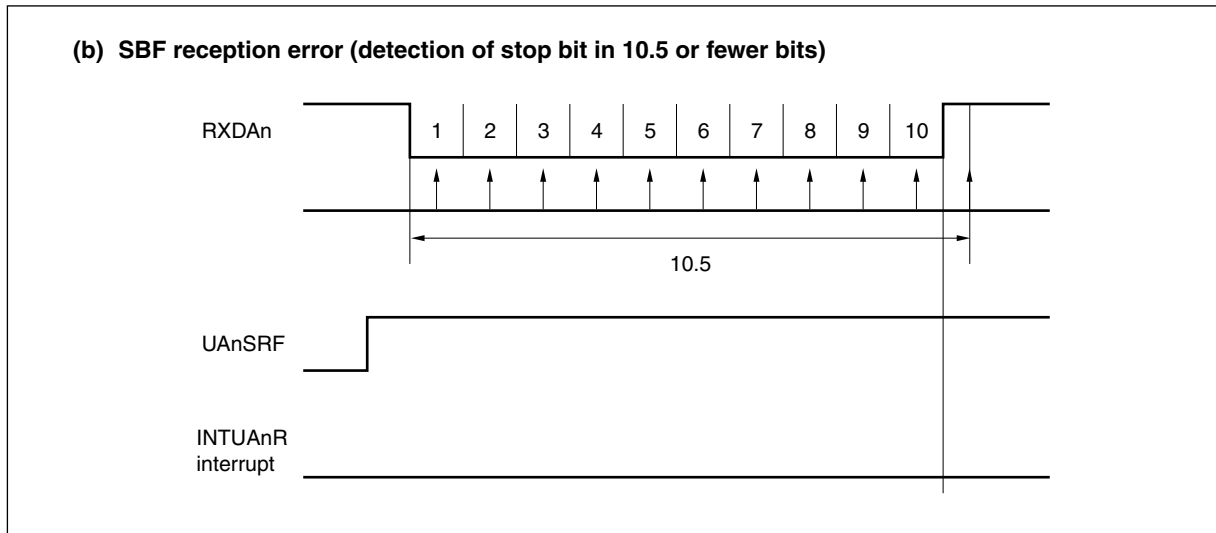 (b) SBF reception error (detection of stop bit in 10.5 or fewer bits)
RXDAn
1 2 3 4 5 6 7 8 9 10
10.5
UAnSRF
INTUAnR
interrupt